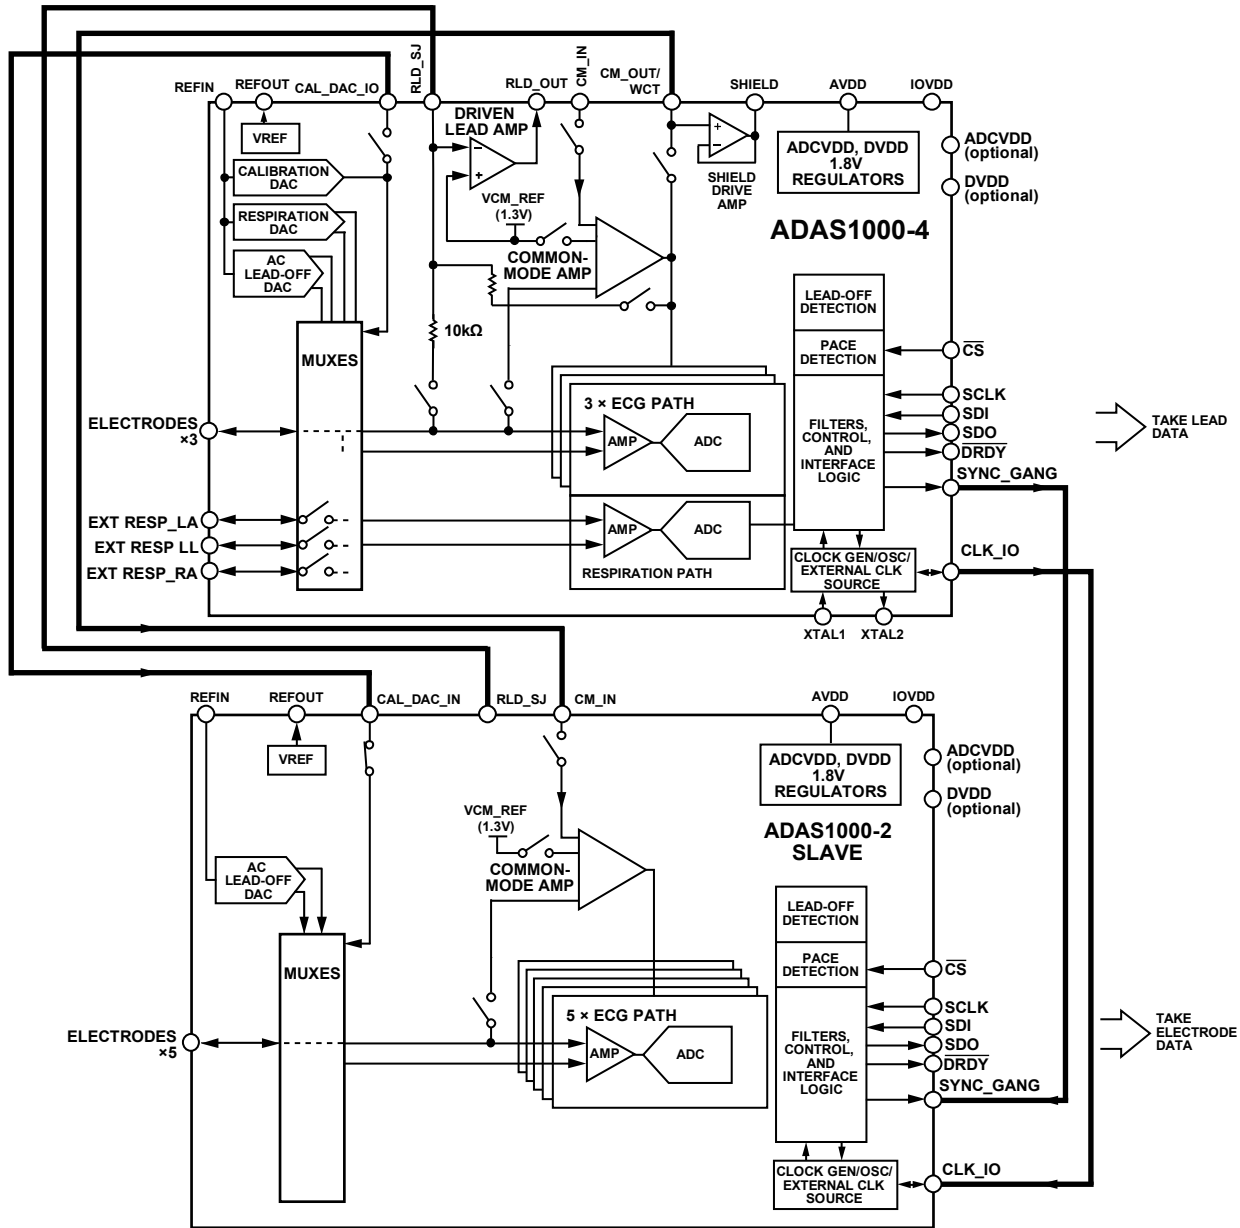 REFIN
REFOUT
CAL_DAC_IO
RLD_SJ
RLD_OUT
CM_IN
CM_OUT/
WCT
SHIELD
AVDD
IOVDD
VREF
DRIVEN
LEAD AMP
–
+
+
–
SHIELD
DRIVE
AMP
ADCVDD, DVDD
1.8V
REGULATORS
ADCVDD
(optional)
DVDD
(optional)
CALIBRATION
DAC
RESPIRATION
DAC
AC
LEAD-OFF
DAC
VCM_REF
(1.3V)
COMMON-
MODE AMP
ADAS1000-4
10kΩ
MUXES
LEAD-OFF
DETECTION
PACE
DETECTION
FILTERS,
CONTROL,
AND
INTERFACE
LOGIC
CS
SCLK
SDI
SDO
DRDY
SYNC_GANG
TAKE LEAD
DATA
ELECTRODES
×3
3 × ECG PATH
AMP
ADC
EXT RESP_LA
EXT RESP LL
EXT RESP_RA
AMP
ADC
RESPIRATION PATH
CLOCK GEN/OSC/
EXTERNAL CLK
SOURCE
CLK_IO
XTAL1
XTAL2
REFIN
REFOUT
CAL_DAC_IN
RLD_SJ
CM_IN
AVDD
IOVDD
VREF
ADCVDD, DVDD
1.8V
REGULATORS
ADCVDD
(optional)
DVDD
(optional)
VCM_REF
(1.3V)
COMMON-
MODE AMP
ADAS1000-2
SLAVE
AC
LEAD-OFF
DAC
MUXES
LEAD-OFF
DETECTION
PACE
DETECTION
FILTERS,
CONTROL,
AND
INTERFACE
LOGIC
CS
SCLK
SDI
SDO
DRDY
SYNC_GANG
TAKE
ELECTRODE
DATA
ELECTRODES
×5
5 × ECG PATH
AMP
ADC
CLOCK GEN/OSC/
EXTERNAL CLK
SOURCE
CLK_IO